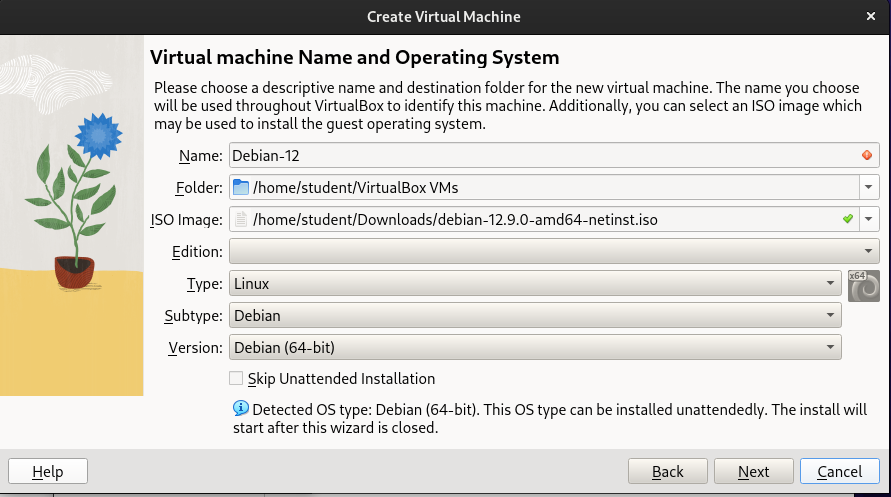 Create Virtual Machine
Virtual machine Name and Operating System
Please choose a descriptive name and destination folder for the new virtual machine. The name you choose
will be used throughout VirtualBox to identify this machine. Additionally, you can select an ISO image which
may be used to install the guest operating system.
Name: Debian-12
Folder: /home/student/VirtualBox VMs
ISO Image: /home/student/Downloads/debian-12.9.0-amd64-netinst.iso
Edition:
Type: Linux x64
Subtype: Debian
Version: Debian (64-bit)
Skip Unattended Installation
Detected OS type: Debian (64-bit). This OS type can be installed unattendedly. The install will
start after this wizard is closed.
Help Back Next Cancel